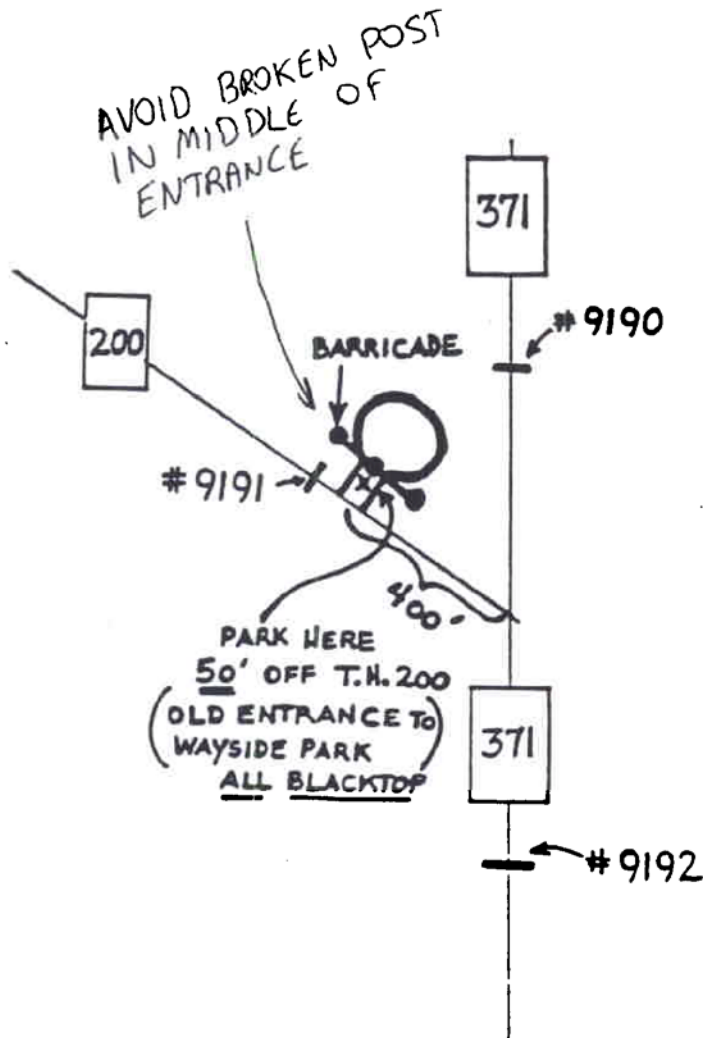 AVOID BROKEN POST
IN MIDDLE OF
ENTRANCE
371
200
# 9190
BARRICADE
# 9191
400'
PARK HERE
50' OFF T.H. 200
(OLD ENTRANCE TO
WAYSIDE PARK)
ALL BLACKTOP
371
# 9192